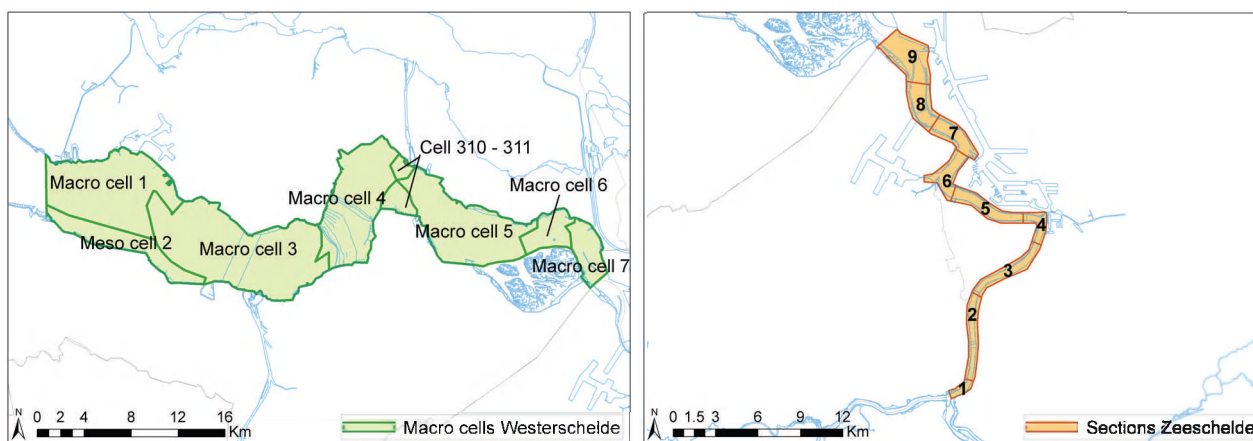 Macro cell 1
Meso cell 2
Macro cell 3
Macro cell 4
Cell 310 - 311
Macro cell 5
Macro cell 6
Macro cell 7
N
0 2 4 8 12 16
Km
Macro cells Westerschelde
9
8
7
6
5
4
3
2
1
N
0 1.5 3 6 9 12
Km
Sections Zeeschelde